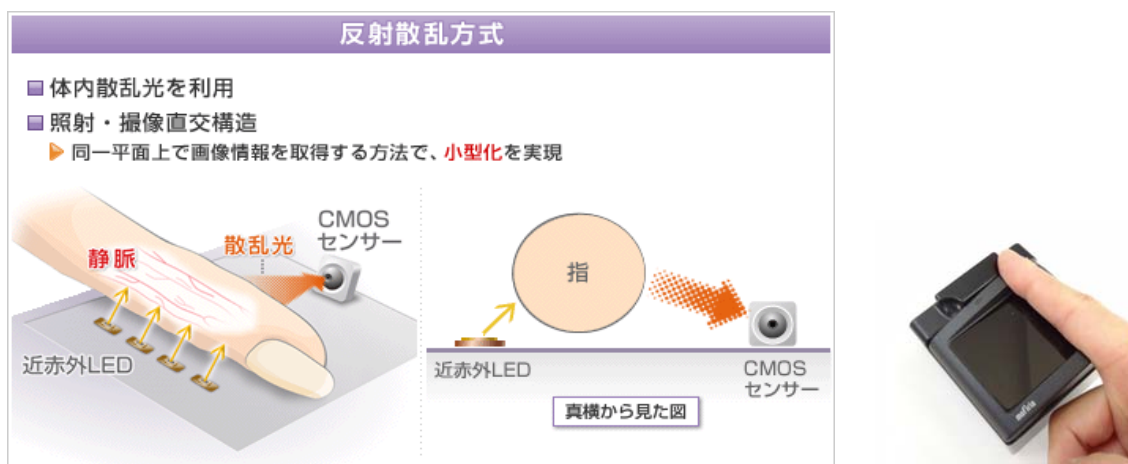 反射散乱方式
体内散乱光を利用
照射・撮像直交構造
同一平面上で画像情報を取得する方法で、小型化を実現
静脈
散乱光
CMOS
センサー
近赤外LED
指
近赤外LED
CMOS
センサー
真横から見た図